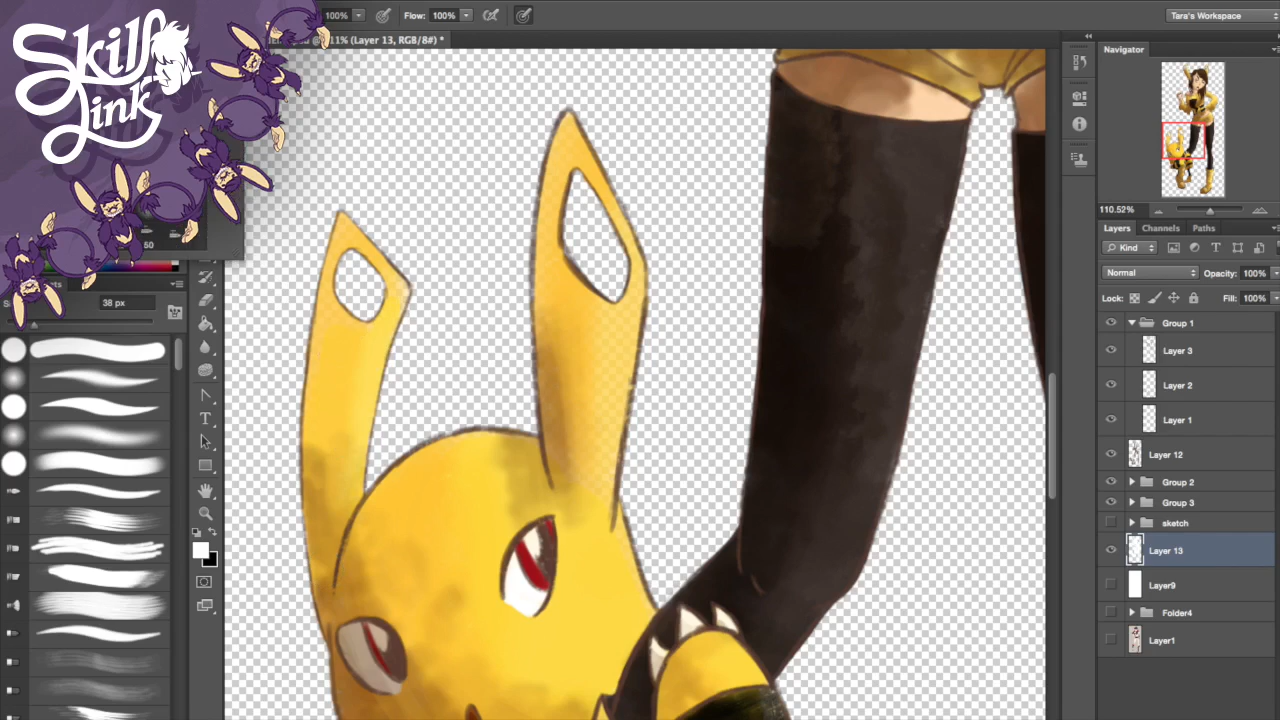 Skill
Link
100%
Flow: 100%
Tara's Workspace
11% (Layer 13, RGB/8#) *
Navigator
110.52%
Layers Channels Paths
Kind
Normal Opacity: 100%
Lock: Fill: 100%
Group 1
Layer 3
Layer 2
Layer 1
Layer 12
Group 2
Group 3
sketch
Layer 13
Layer9
Folder4
Layer1
50
38 px